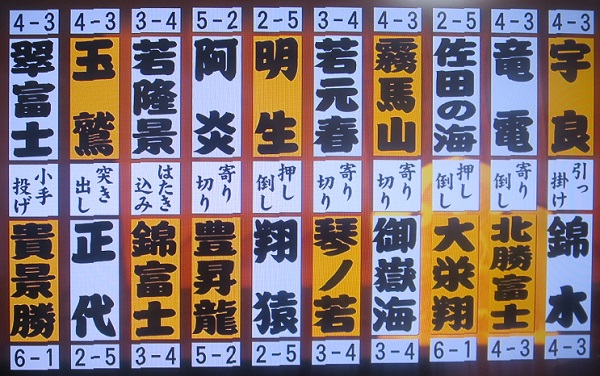 4-3
宇良
引っ
掛け
錦木
4-3
4-3
竜電
寄り
倒し
北勝富士
4-3
2-5
佐田の海
押し
倒し
大栄翔
6-1
4-3
霧馬山
寄り
切り
御嶽海
3-4
3-4
若元春
寄り
切り
琴ノ若
3-4
2-5
明生
押し
倒し
翔猿
2-5
5-2
阿炎
寄り
切り
豊昇龍
5-2
3-4
若隆景
はたき
込み
錦富士
3-4
4-3
玉鷲
突き
出し
正代
2-5
4-3
翠富士
小手
投げ
貴景勝
6-1